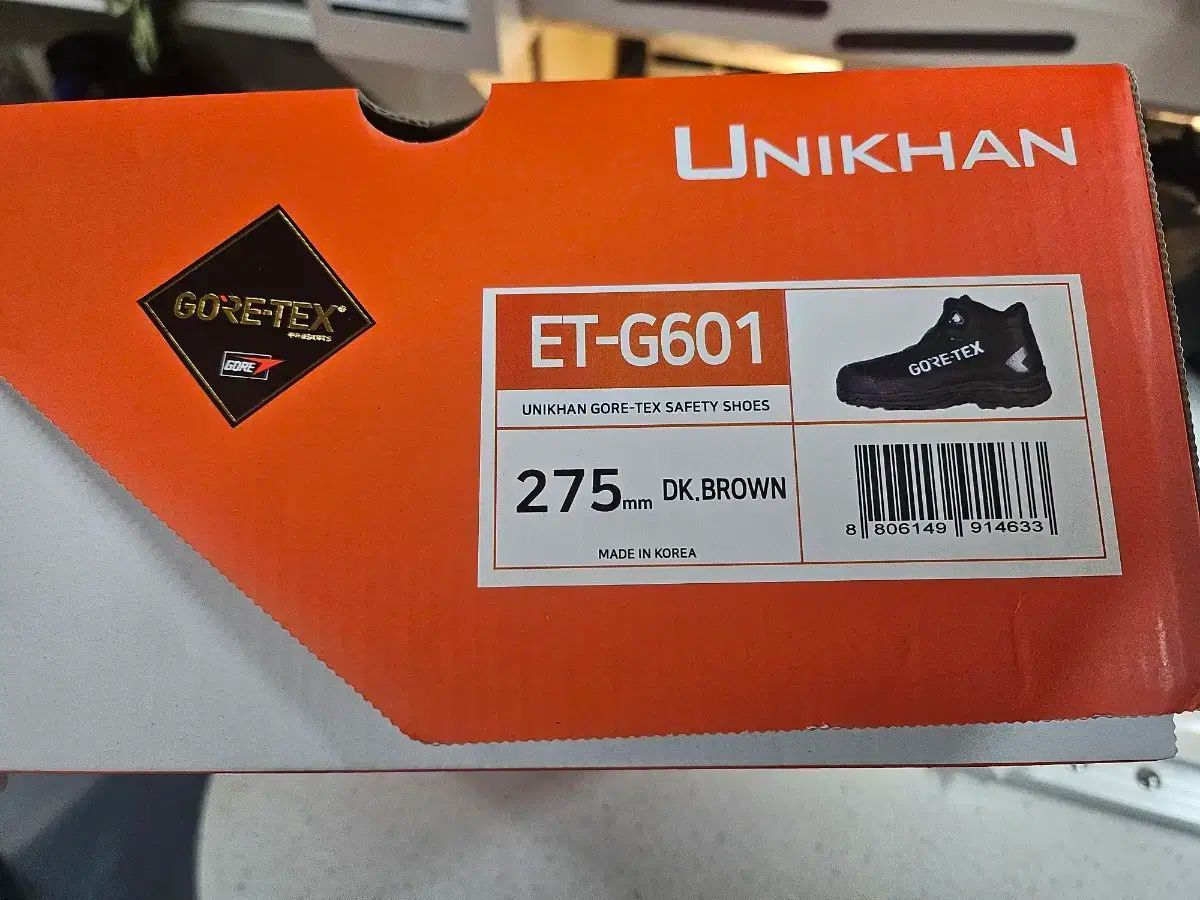 UNIKHAN
GORE-TEX®
PRODUCTS
GORE
ET-G601
GORE-TEX
UNIKHAN GORE-TEX SAFETY SHOES
275mm DK.BROWN
8 806149 914633
MADE IN KOREA